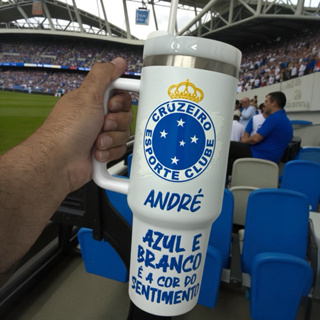 CRUZEIRO
ESPORTE CLUBE
ANDRÉ
AZUL E
BRANCO
É A COR DO
SENTIMENTO